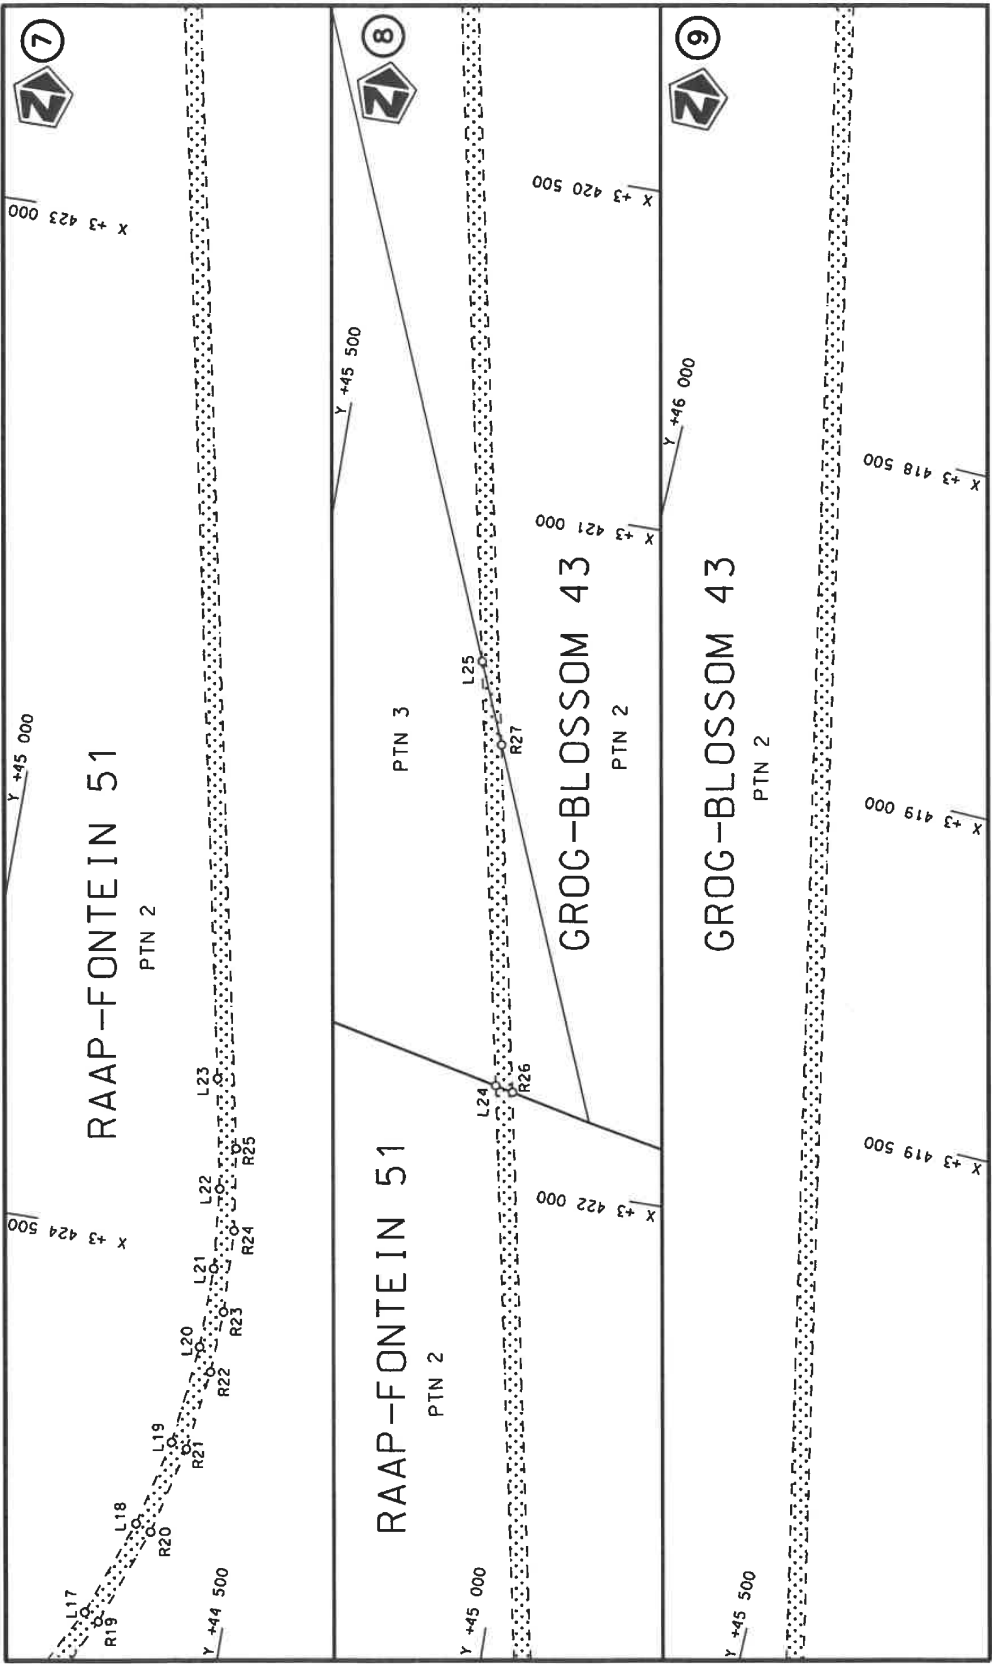 7
N
X +3 423 000
Y +45 000
RAAP-FONTEIN 51
PTN 2
L23
R25
L22
R24
X +3 424 500
L21
R23
L20
R22
L19
R21
L18
R20
L17
R19
Y +44 500
8
N
X +3 420 500
Y +45 500
X +3 421 000
L25
PTN 3
R27
GROG-BLOSSOM 43
PTN 2
L24
R26
RAAP-FONTEIN 51
PTN 2
X +3 422 000
Y +45 000
9
N
Y +46 000
X +3 418 500
GROG-BLOSSOM 43
PTN 2
X +3 419 000
X +3 419 500
Y +45 500